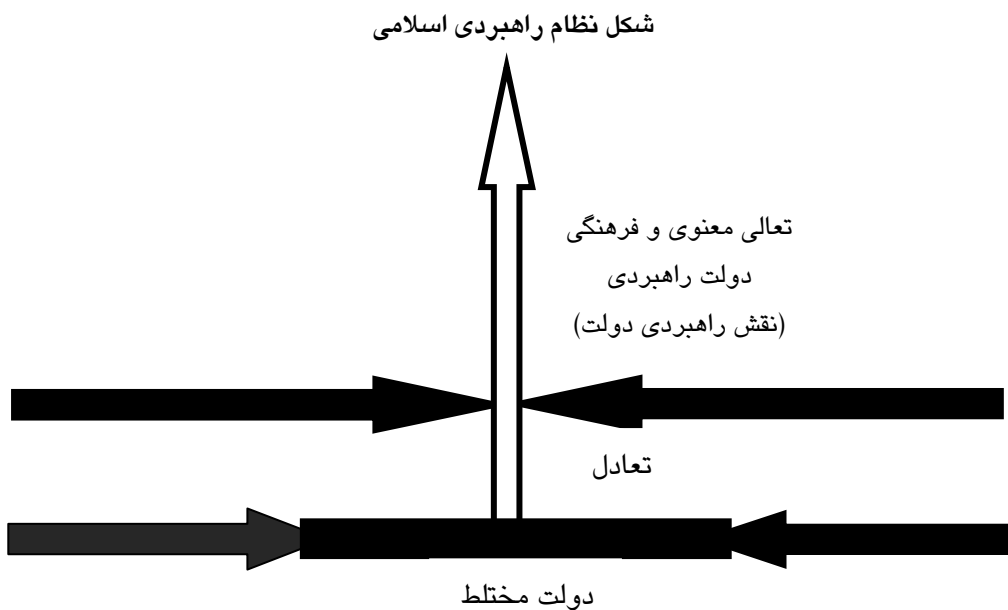 شکل نظام راهبردی اسلامی
تعالی معنوی و فرهنگی
دولت راهبردی
(نقش راهبردی دولت)
تعادل
دولت مختلط